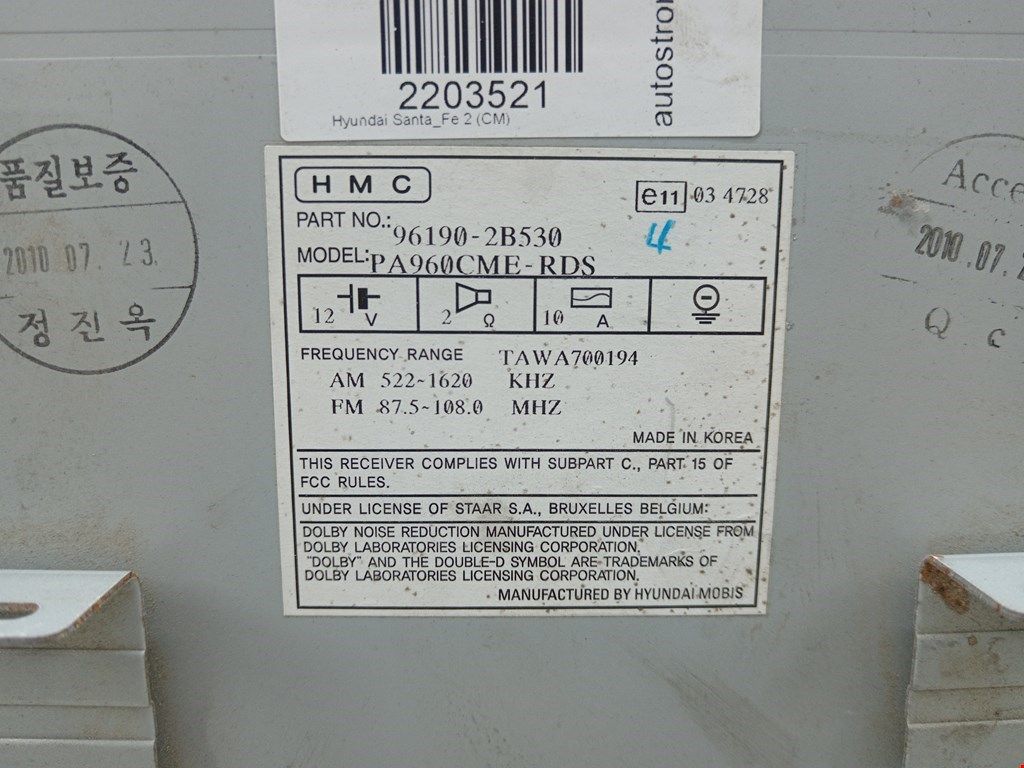 2203521
Hyundai Santa_Fe 2 (CM)
품질보증
2010 07. 23.
정진옥
HMC
e11 03 4728
PART NO.: 96190-2B530
4
MODEL: PA960CME-RDS
12 V
2 Ω
10 A
FREQUENCY RANGE TAWA700194
AM 522~1620 KHZ
FM 87.5~108.0 MHZ
MADE IN KOREA
THIS RECEIVER COMPLIES WITH SUBPART C., PART 15 OF
FCC RULES.
UNDER LICENSE OF STAAR S.A., BRUXELLES BELGIUM:
DOLBY NOISE REDUCTION MANUFACTURED UNDER LICENSE FROM
DOLBY LABORATORIES LICENSING CORPORATION.
"DOLBY" AND THE DOUBLE-D SYMBOL ARE TRADEMARKS OF
DOLBY LABORATORIES LICENSING CORPORATION.
MANUFACTURED BY HYUNDAI MOBIS
2010.07.
Q c